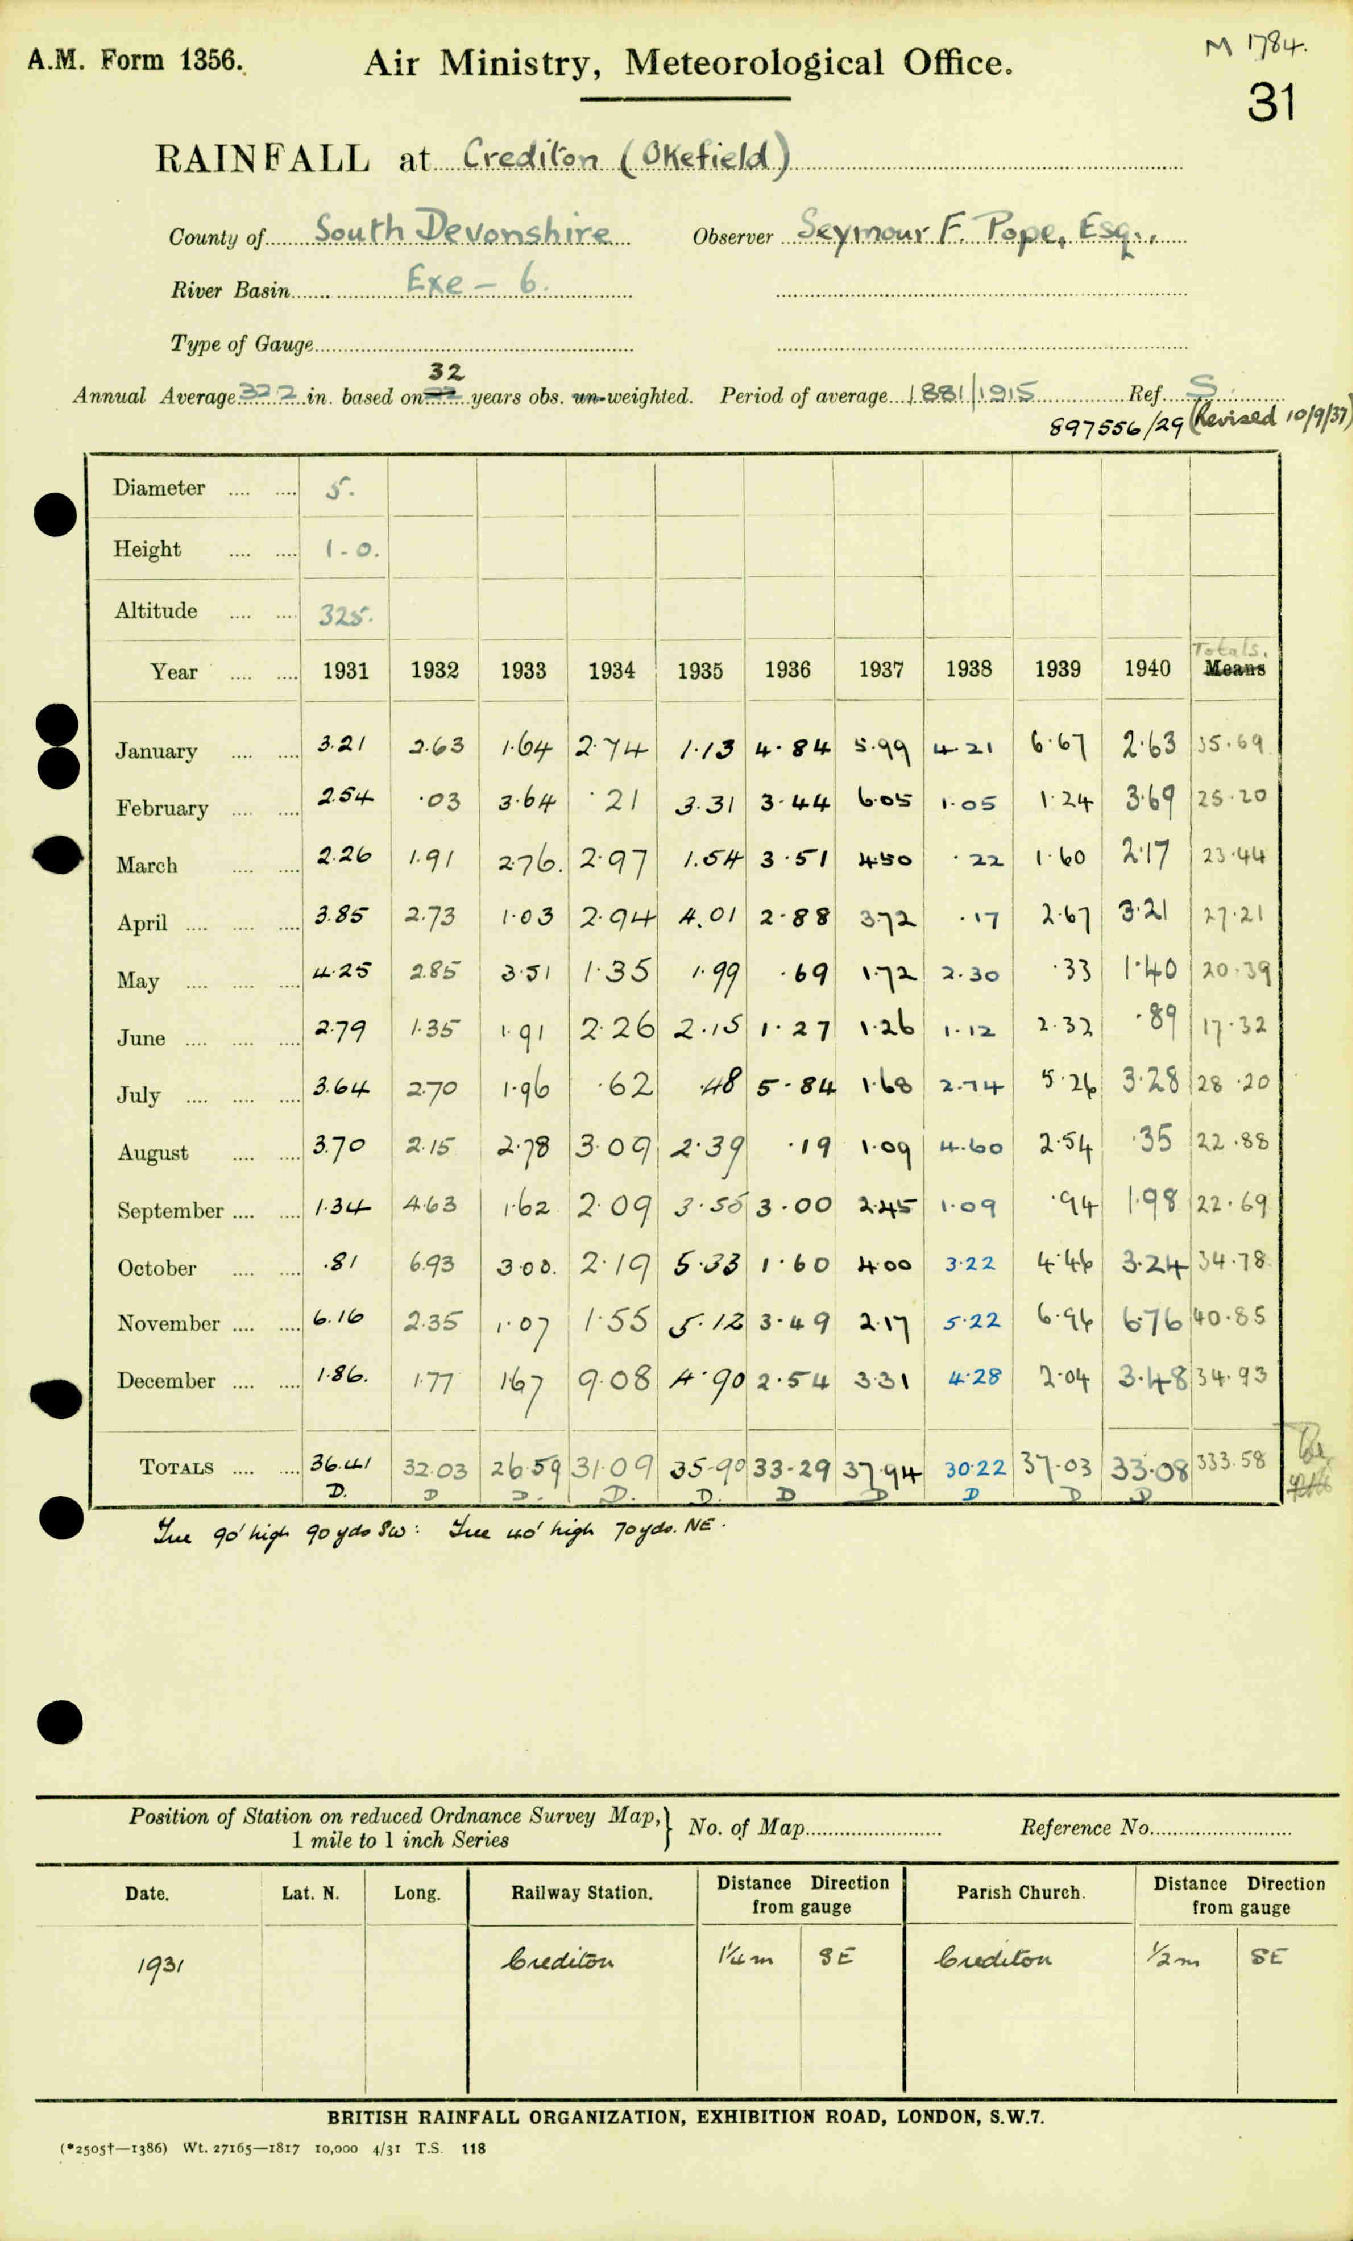 A.M. Form 1356.
Air Ministry, Meteorological Office.
M 1784.
31
RAINFALL at Crediton (Okefield)
County of South Devonshire Observer Seymour F. Pope, Esq.,
River Basin Exe - 6.
Type of Gauge
32
Annual Average 32.2 in. based on years obs. un-weighted. Period of average 1881/1915 Ref. S.
897556/29 (Revised 10/9/37)
Diameter .... .... 5.
Height .... .... 1-0.
Altitude .... .... 325.
Totals.
Year .... .... 1931 1932 1933 1934 1935 1936 1937 1938 1939 1940 Means
January .... .... 3.21 2.63 1.64 2.74 1.13 4.84 5.99 4.21 6.67 2.63 35.69
February .... .... 2.54 .03 3.64 .21 3.31 3.44 6.05 1.05 1.24 3.69 25.20
March .... .... 2.26 1.91 2.76. 2.97 1.54 3.51 4.50 .22 1.60 2.17 23.44
April .... .... .... 3.85 2.73 1.03 2.94 4.01 2.88 3.72 .17 2.67 3.21 27.21
May .... .... .... 4.25 2.85 3.51 1.35 1.99 .69 1.72 2.30 .33 1.40 20.39
June .... .... .... 2.79 1.35 1.91 2.26 2.15 1.27 1.26 1.12 2.32 .89 17.32
July .... .... .... 3.64 2.70 1.96 .62 .48 5.84 1.68 2.74 5.26 3.28 28.20
August .... .... 3.70 2.15 2.78 3.09 2.39 .19 1.09 4.60 2.54 .35 22.88
September .... .... 1.34 4.63 1.62 2.09 3.55 3.00 2.45 1.09 .94 1.98 22.69
October .... .... .81 6.93 3.00. 2.19 5.33 1.60 4.00 3.22 4.46 3.24 34.78
November .... .... 6.16 2.35 1.07 1.55 5.12 3.49 2.17 5.22 6.96 6.76 40.85
December .... .... 1.86. 1.77 1.67 9.08 4.90 2.54 3.31 4.28 2.04 3.48 34.93
TOTALS .... .... 36.41 32.03 26.59 31.09 35.90 33.29 37.94 30.22 37.03 33.08 333.58
D. D D. D. D. D D D D D
Tree 90' high 90 yds SW: Tree 40' high 70 yds. NE.
Position of Station on reduced Ordnance Survey Map,} No. of Map Reference No.
1 mile to 1 inch Series
Date. Lat. N. Long. Railway Station. Distance Direction from gauge Parish Church. Distance Direction from gauge
1931 Crediton 1¼ m SE Crediton ½ m SE
BRITISH RAINFALL ORGANIZATION, EXHIBITION ROAD, LONDON, S.W.7.
(*2505†—1386) Wt. 27165—1817 10,000 4/31 T.S. 118